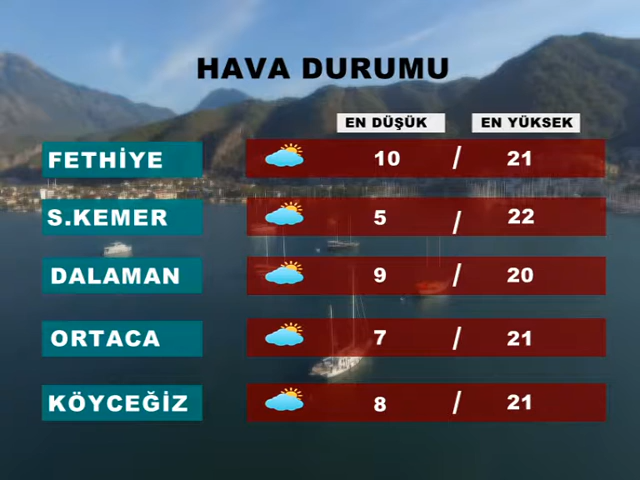 HAVA DURUMU
EN DÜŞÜK EN YÜKSEK
FETHİYE 10 / 21
S.KEMER 5 / 22
DALAMAN 9 / 20
ORTACA 7 / 21
KÖYCEĞİZ 8 / 21